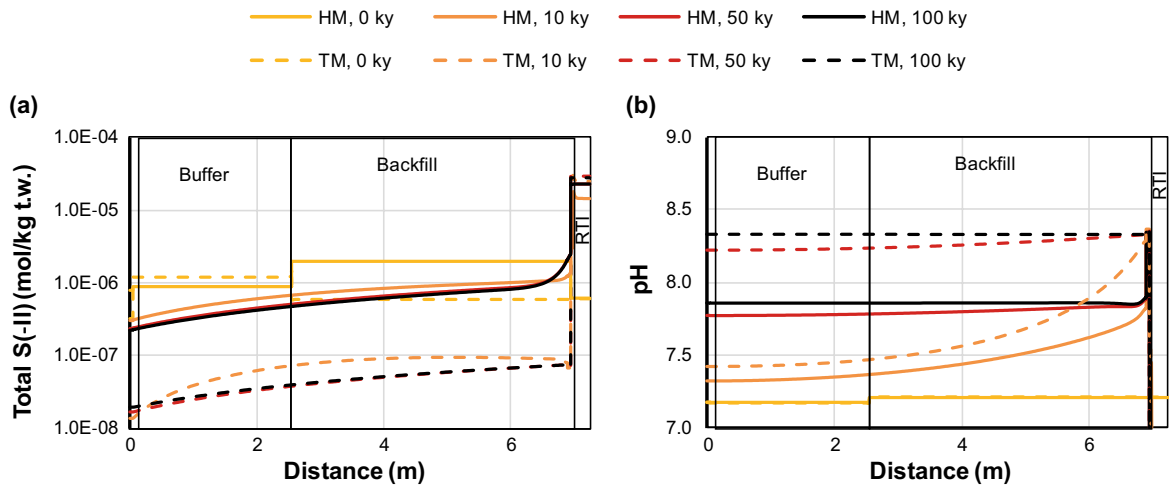 HM, 0 ky HM, 10 ky HM, 50 ky HM, 100 ky
TM, 0 ky TM, 10 ky TM, 50 ky TM, 100 ky
(a)
Total S(-II) (mol/kg t.w.)
1.0E-04
1.0E-05
1.0E-06
1.0E-07
1.0E-08
Buffer
Backfill
RTI
0 2 4 6
Distance (m)
(b)
pH
9.0
8.5
8.0
7.5
7.0
Buffer
Backfill
RTI
0 2 4 6
Distance (m)